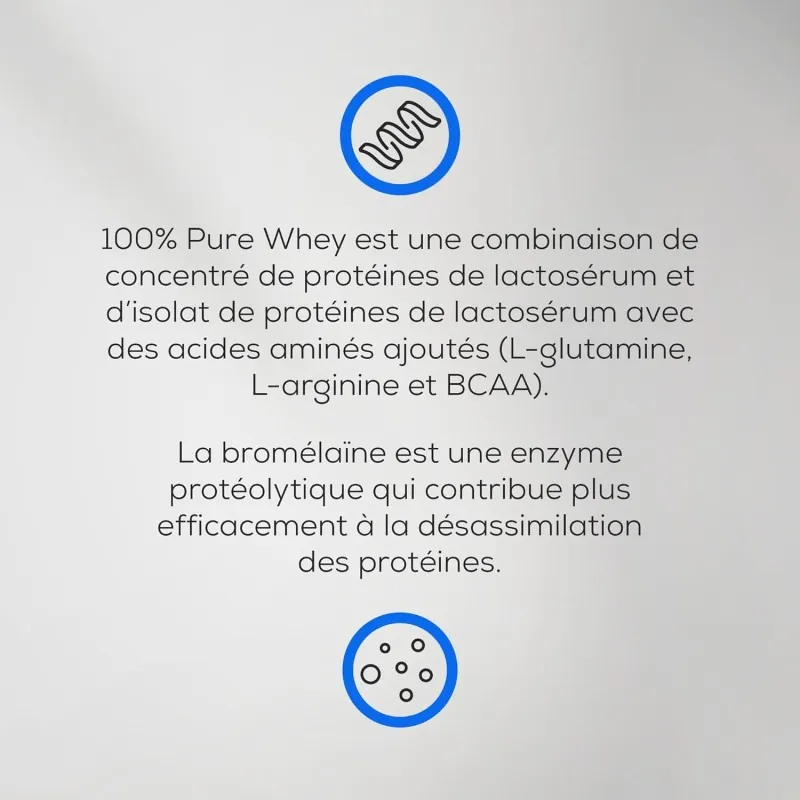 100% Pure Whey est une combinaison de
concentré de protéines de lactosérum et
d'isolat de protéines de lactosérum avec
des acides aminés ajoutés (L-glutamine,
L-arginine et BCAA).
La bromélaïne est une enzyme
protéolytique qui contribue plus
efficacement à la désassimilation
des protéines.